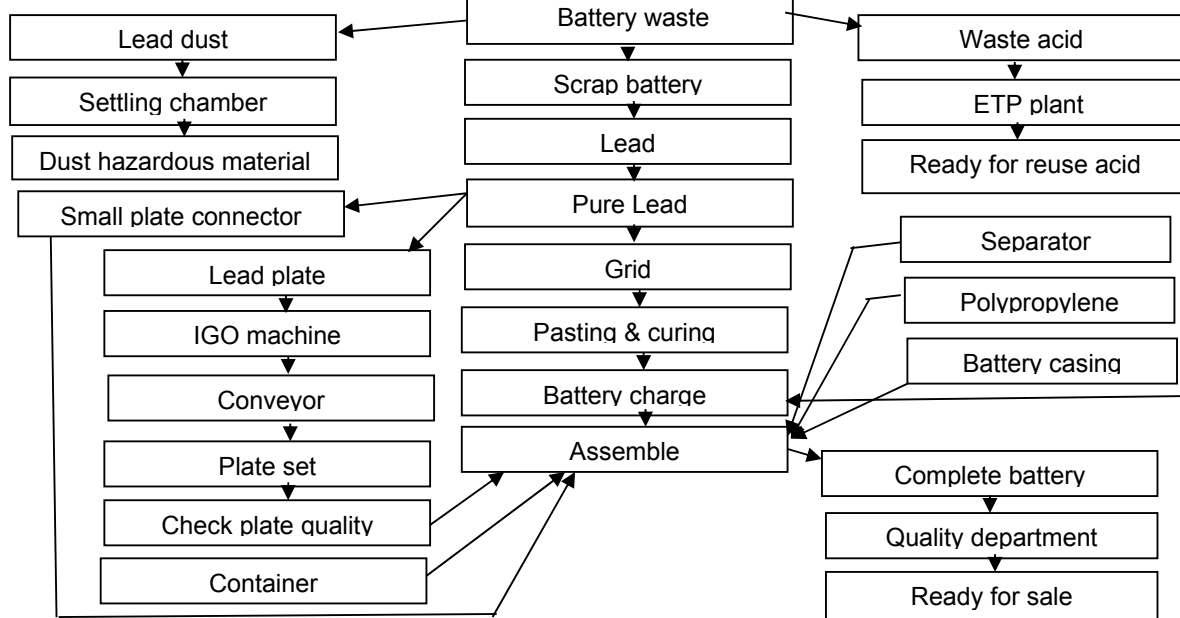 Battery waste
Lead dust
Waste acid
Scrap battery
Settling chamber
ETP plant
Lead
Dust hazardous material
Ready for reuse acid
Small plate connector
Pure Lead
Separator
Lead plate
Grid
Polypropylene
IGO machine
Pasting & curing
Battery casing
Conveyor
Battery charge
Plate set
Assemble
Complete battery
Check plate quality
Quality department
Container
Ready for sale